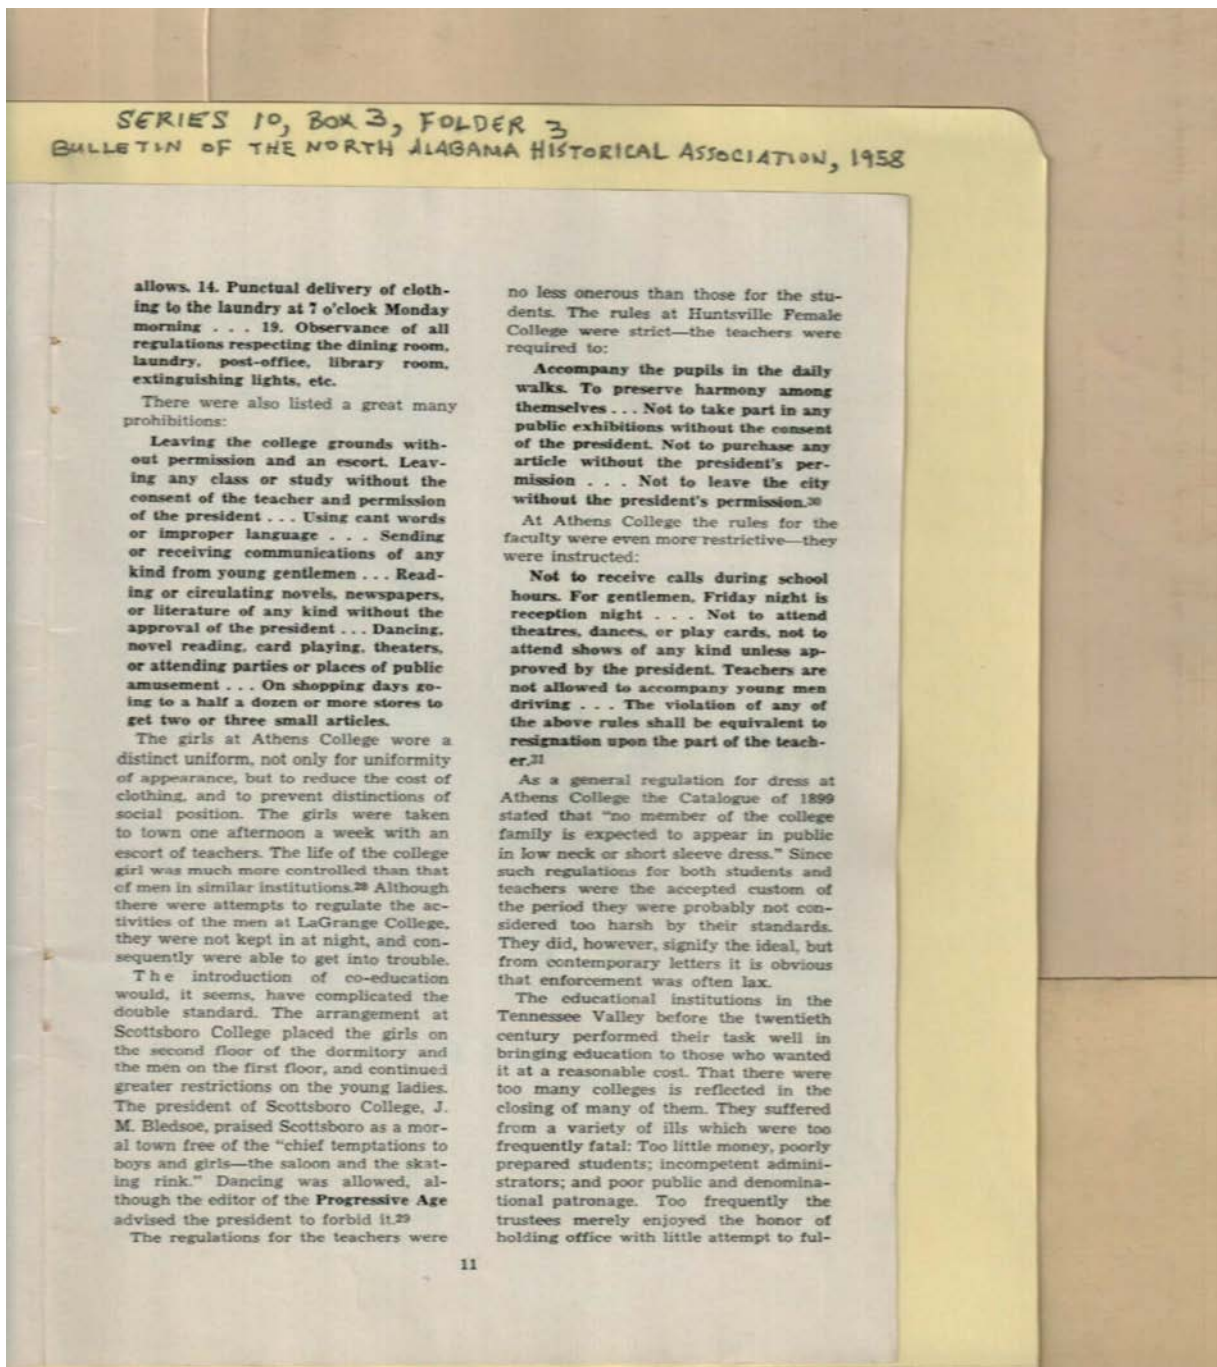 SERIES 10, BOX 3, FOLDER 3
BULLETIN OF THE NORTH ALABAMA HISTORICAL ASSOCIATION, 1958
allows. 14. Punctual delivery of cloth-
ing to the laundry at 7 o'clock Monday
morning . . . 19. Observance of all
regulations respecting the dining room,
laundry, post-office, library room,
extinguishing lights, etc.
There were also listed a great many
prohibitions:
Leaving the college grounds with-
out permission and an escort. Leav-
ing any class or study without the
consent of the teacher and permission
of the president . . . Using cant words
or improper language . . . Sending
or receiving communications of any
kind from young gentlemen . . . Read-
ing or circulating novels, newspapers,
or literature of any kind without the
approval of the president . . . Dancing,
novel reading, card playing, theaters,
or attending parties or places of public
amusement . . . On shopping days go-
ing to a half a dozen or more stores to
get two or three small articles.
The girls at Athens College wore a
distinct uniform, not only for uniformity
of appearance, but to reduce the cost of
clothing, and to prevent distinctions of
social position. The girls were taken
to town one afternoon a week with an
escort of teachers. The life of the college
girl was much more controlled than that
of men in similar institutions.28 Although
there were attempts to regulate the ac-
tivities of the men at LaGrange College,
they were not kept in at night, and con-
sequently were able to get into trouble.
The introduction of co-education
would, it seems, have complicated the
double standard. The arrangement at
Scottsboro College placed the girls on
the second floor of the dormitory and
the men on the first floor, and continued
greater restrictions on the young ladies.
The president of Scottsboro College, J.
M. Bledsoe, praised Scottsboro as a mor-
al town free of the "chief temptations to
boys and girls—the saloon and the skat-
ing rink." Dancing was allowed, al-
though the editor of the Progressive Age
advised the president to forbid it.29
The regulations for the teachers were
no less onerous than those for the stu-
dents. The rules at Huntsville Female
College were strict—the teachers were
required to:
Accompany the pupils in the daily
walks. To preserve harmony among
themselves . . . Not to take part in any
public exhibitions without the consent
of the president. Not to purchase any
article without the president's per-
mission . . . Not to leave the city
without the president's permission.30
At Athens College the rules for the
faculty were even more restrictive—they
were instructed:
Not to receive calls during school
hours. For gentlemen, Friday night is
reception night . . . Not to attend
theatres, dances, or play cards, not to
attend shows of any kind unless ap-
proved by the president. Teachers are
not allowed to accompany young men
driving . . . The violation of any of
the above rules shall be equivalent to
resignation upon the part of the teach-
er.31
As a general regulation for dress at
Athens College the Catalogue of 1899
stated that "no member of the college
family is expected to appear in public
in low neck or short sleeve dress." Since
such regulations for both students and
teachers were the accepted custom of
the period they were probably not con-
sidered too harsh by their standards.
They did, however, signify the ideal, but
from contemporary letters it is obvious
that enforcement was often lax.
The educational institutions in the
Tennessee Valley before the twentieth
century performed their task well in
bringing education to those who wanted
it at a reasonable cost. That there were
too many colleges is reflected in the
closing of many of them. They suffered
from a variety of ills which were too
frequently fatal: Too little money, poorly
prepared students; incompetent admini-
strators; and poor public and denomina-
tional patronage. Too frequently the
trustees merely enjoyed the honor of
holding office with little attempt to ful-
11